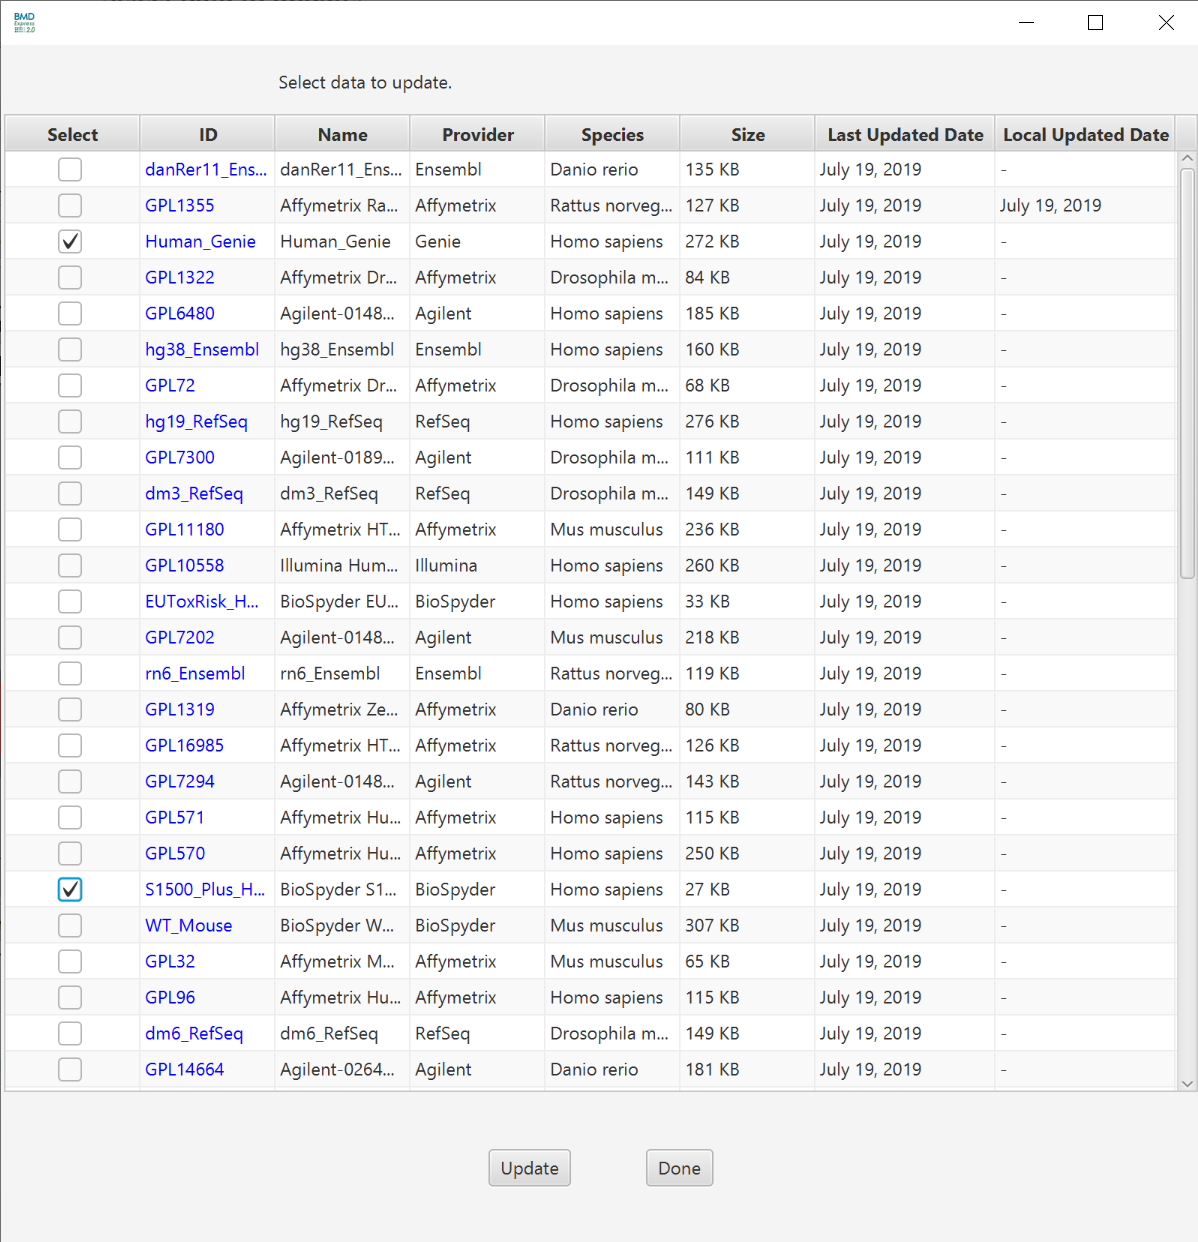 BMD
Express
2.0
Select data to update.
Select ID Name Provider Species Size Last Updated Date Local Updated Date
danRer11_Ens... danRer11_Ens... Ensembl Danio rerio 135 KB July 19, 2019 -
GPL1355 Affymetrix Ra... Affymetrix Rattus norveg... 127 KB July 19, 2019 July 19, 2019
Human_Genie Human_Genie Genie Homo sapiens 272 KB July 19, 2019 -
GPL1322 Affymetrix Dr... Affymetrix Drosophila m... 84 KB July 19, 2019 -
GPL6480 Agilent-0148... Agilent Homo sapiens 185 KB July 19, 2019 -
hg38_Ensembl hg38_Ensembl Ensembl Homo sapiens 160 KB July 19, 2019 -
GPL72 Affymetrix Dr... Affymetrix Drosophila m... 68 KB July 19, 2019 -
hg19_RefSeq hg19_RefSeq RefSeq Homo sapiens 276 KB July 19, 2019 -
GPL7300 Agilent-0189... Agilent Drosophila m... 111 KB July 19, 2019 -
dm3_RefSeq dm3_RefSeq RefSeq Drosophila m... 149 KB July 19, 2019 -
GPL11180 Affymetrix HT... Affymetrix Mus musculus 236 KB July 19, 2019 -
GPL10558 Illumina Hum... Illumina Homo sapiens 260 KB July 19, 2019 -
EUToxRisk_H... BioSpyder EU... BioSpyder Homo sapiens 33 KB July 19, 2019 -
GPL7202 Agilent-0148... Agilent Mus musculus 218 KB July 19, 2019 -
rn6_Ensembl rn6_Ensembl Ensembl Rattus norveg... 119 KB July 19, 2019 -
GPL1319 Affymetrix Ze... Affymetrix Danio rerio 80 KB July 19, 2019 -
GPL16985 Affymetrix HT... Affymetrix Rattus norveg... 126 KB July 19, 2019 -
GPL7294 Agilent-0148... Agilent Rattus norveg... 143 KB July 19, 2019 -
GPL571 Affymetrix Hu... Affymetrix Homo sapiens 115 KB July 19, 2019 -
GPL570 Affymetrix Hu... Affymetrix Homo sapiens 250 KB July 19, 2019 -
S1500_Plus_H... BioSpyder S1... BioSpyder Homo sapiens 27 KB July 19, 2019 -
WT_Mouse BioSpyder W... BioSpyder Mus musculus 307 KB July 19, 2019 -
GPL32 Affymetrix M... Affymetrix Mus musculus 65 KB July 19, 2019 -
GPL96 Affymetrix Hu... Affymetrix Homo sapiens 115 KB July 19, 2019 -
dm6_RefSeq dm6_RefSeq RefSeq Drosophila m... 149 KB July 19, 2019 -
GPL14664 Agilent-0264... Agilent Danio rerio 181 KB July 19, 2019 -
Update Done